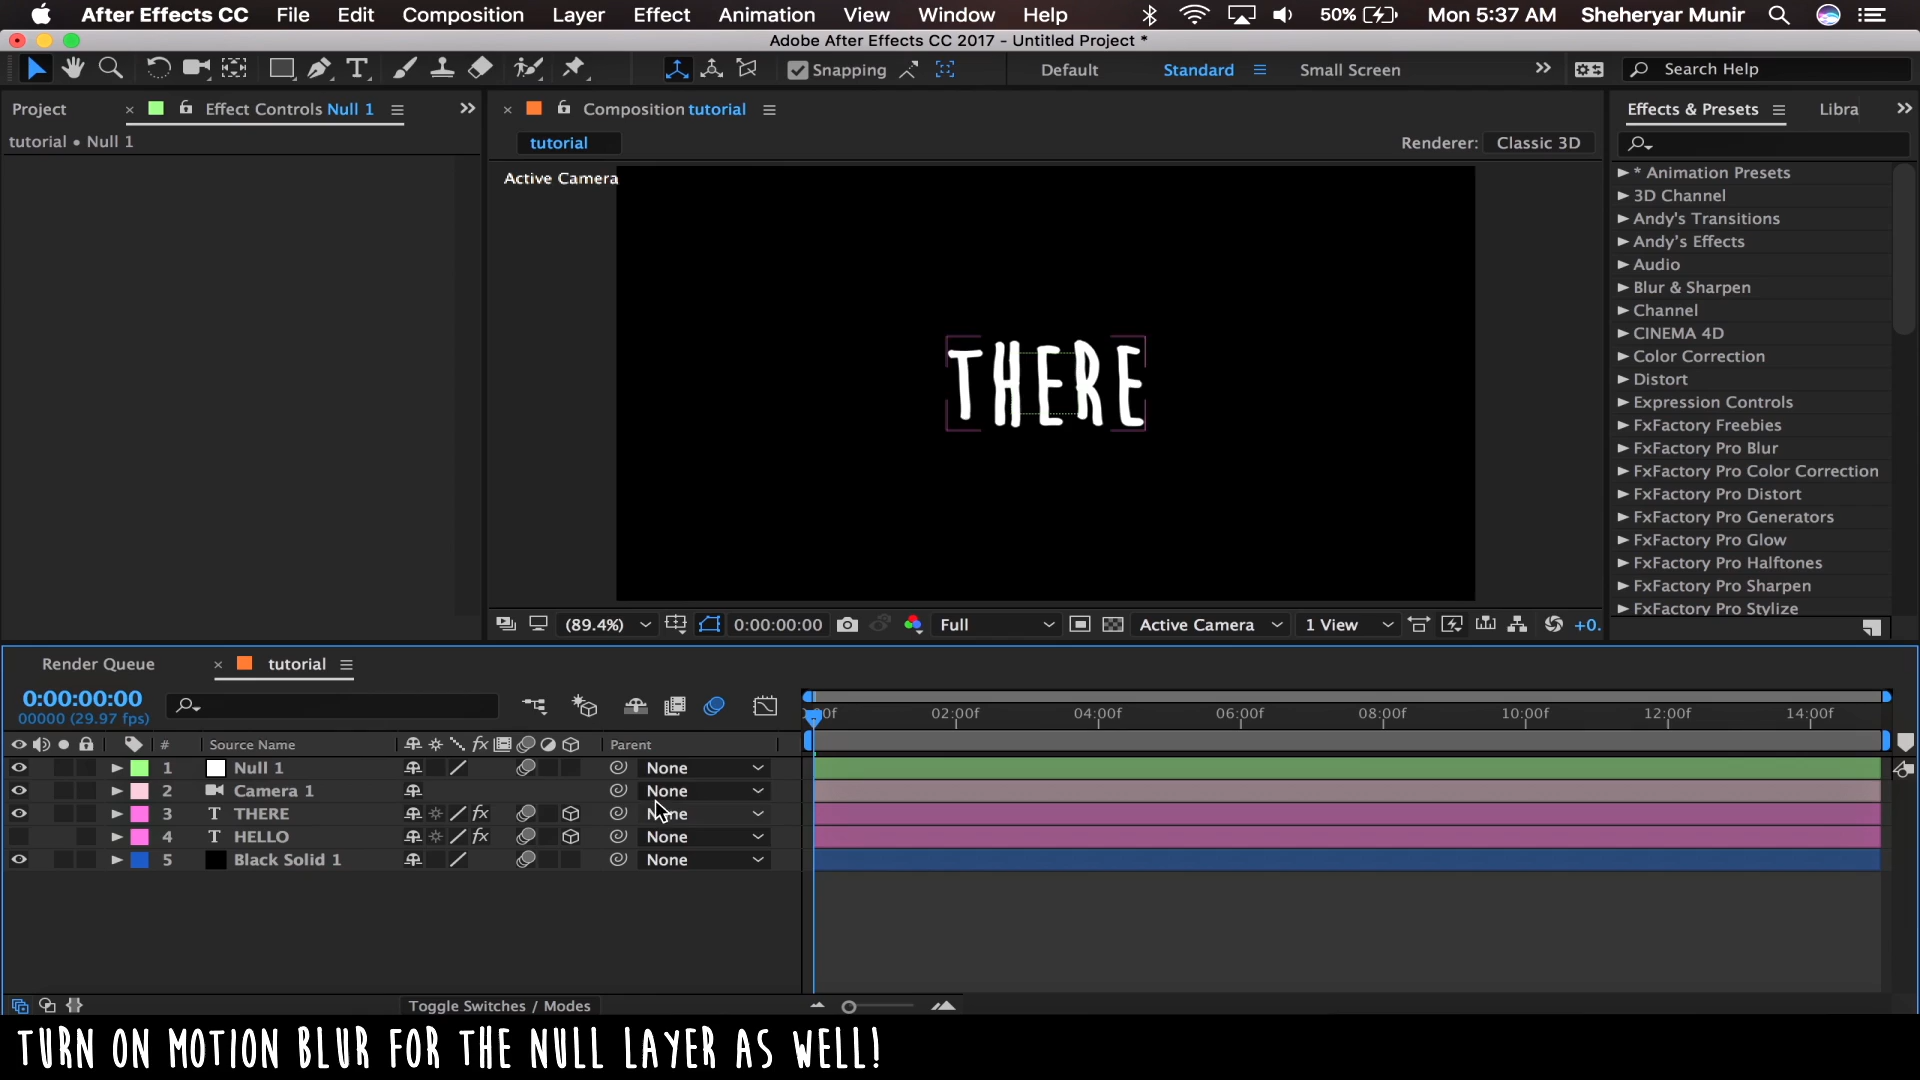 After Effects CC File Edit Composition Layer Effect Animation View Window Help 50% Mon 5:37 AM Sheheryar Munir
Adobe After Effects CC 2017 - Untitled Project *
Snapping Default Standard Small Screen Search Help
Project Effect Controls Null 1
Composition tutorial
Effects & Presets Libra
tutorial • Null 1
tutorial
Renderer: Classic 3D
Active Camera
* Animation Presets
3D Channel
Andy's Transitions
Andy's Effects
Audio
Blur & Sharpen
Channel
CINEMA 4D
Color Correction
Distort
Expression Controls
FxFactory Freebies
FxFactory Pro Blur
FxFactory Pro Color Correction
FxFactory Pro Distort
FxFactory Pro Generators
FxFactory Pro Glow
FxFactory Pro Halftones
FxFactory Pro Sharpen
FxFactory Pro Stylize
THERE
(89.4%) 0:00:00:00 Full Active Camera 1 View +0.
Render Queue tutorial
0:00:00:00
00000 (29.97 fps)
02:00f 04:00f 06:00f 08:00f 10:00f 12:00f 14:00f
# Source Name fx Parent
1 Null 1 None
2 Camera 1 None
3 T THERE fx None
4 T HELLO fx None
5 Black Solid 1 None
Toggle Switches / Modes
TURN ON MOTION BLUR FOR THE NULL LAYER AS WELL!